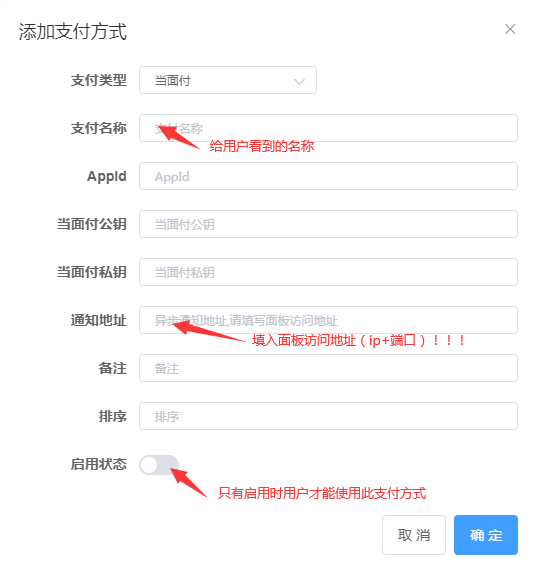 添加支付方式
支付类型
当面付
支付名称
支付名称
给用户看到的名称
AppId
AppId
当面付公钥
当面付公钥
当面付私钥
当面付私钥
通知地址
异步通知地址,请填写面板访问地址
填入面板访问地址（ip+端口）！！！
备注
备注
排序
排序
启用状态
只有启用时用户才能使用此支付方式
取 消
确 定